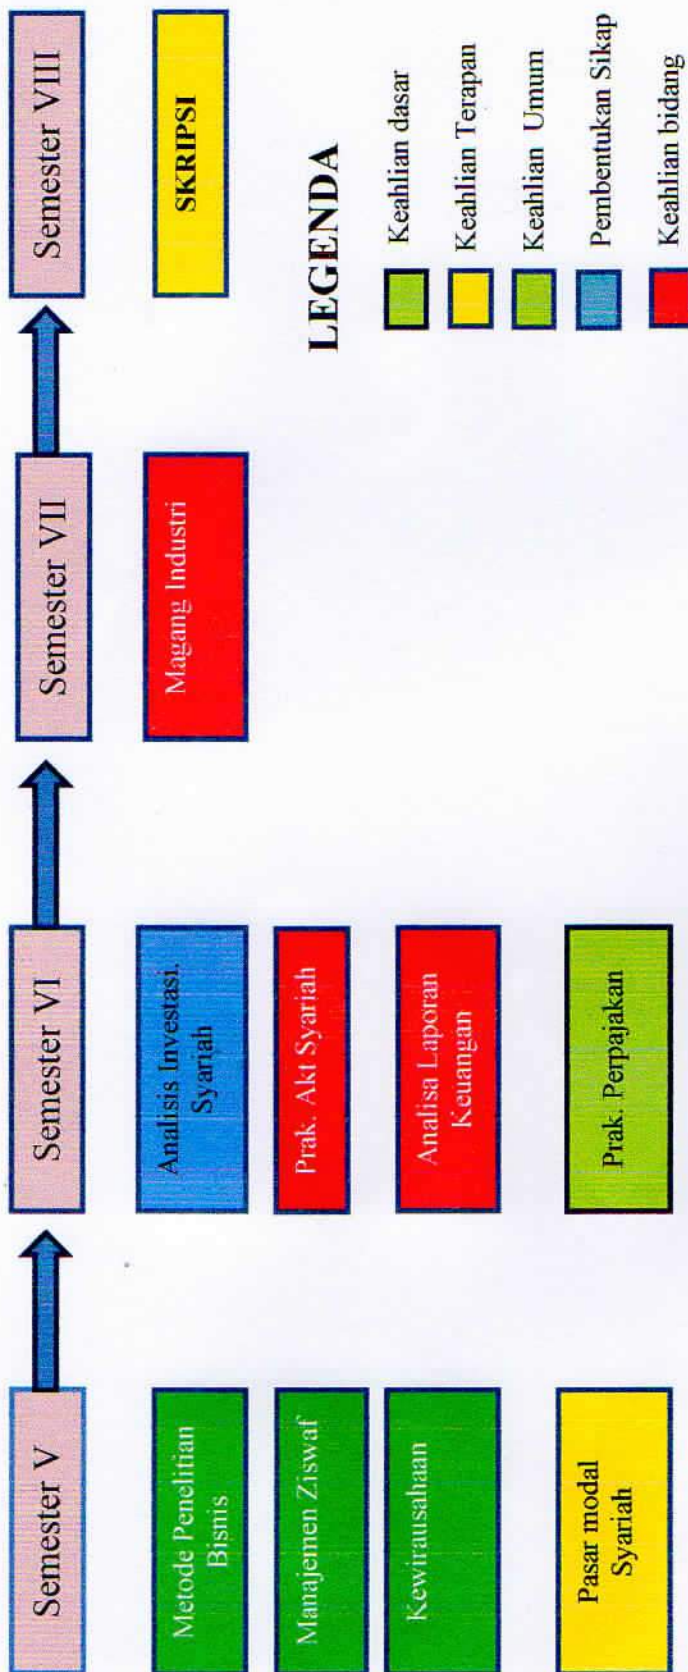 Semester V
Semester VI
Semester VII
Semester VIII
Metode Penelitian
Bisnis
Manajemen Ziswaf
Kewirausahaan
Pasar modal
Syariah
Analisis Investasi.
Syariah
Prak. Akt Syariah
Analisa Laporan
Keuangan
Prak. Perpajakan
Magang Industri
SKRIPSI
LEGENDA
Keahlian dasar
Keahlian Terapan
Keahlian Umum
Pembentukan Sikap
Keahlian bidang